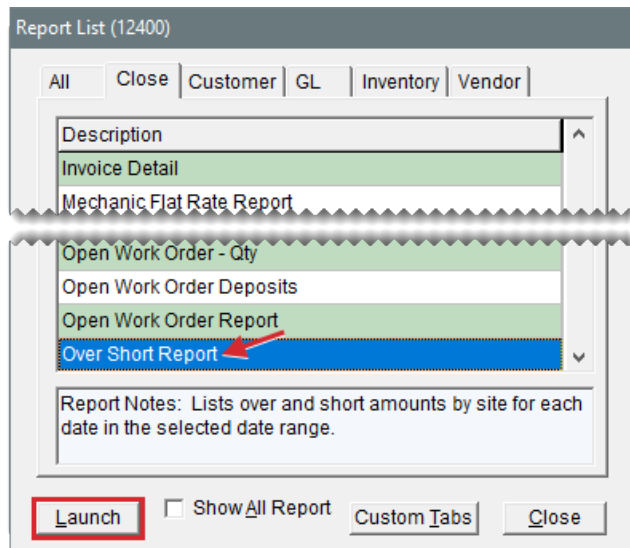 Report List (12400)
All Close Customer GL Inventory Vendor
Description
Invoice Detail
Mechanic Flat Rate Report
Open Work Order - Qty
Open Work Order Deposits
Open Work Order Report
Over Short Report
Report Notes: Lists over and short amounts by site for each
date in the selected date range.
Launch Show All Report Custom Tabs Close